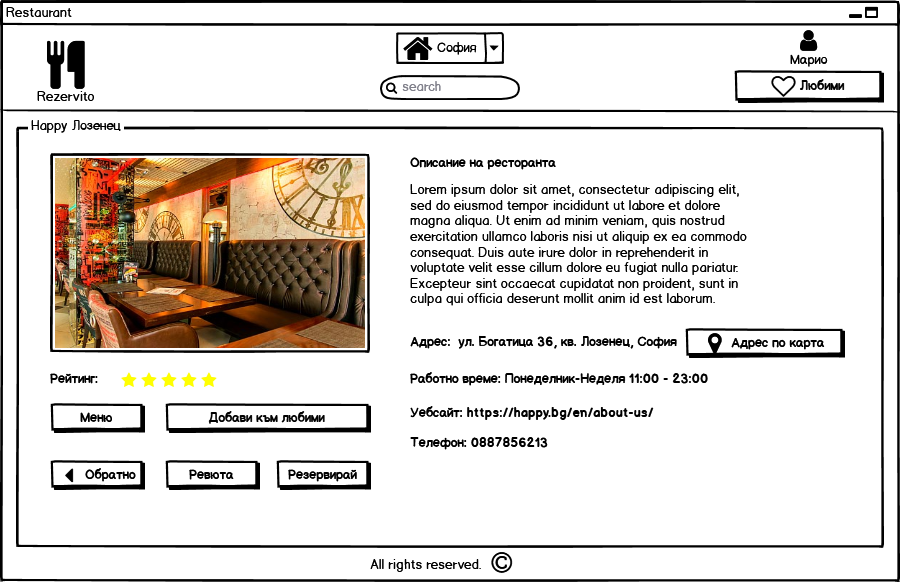 Restaurant
Rezervito
София
search
Марио
Любими
Happy Лозенец
Описание на ресторанта
Lorem ipsum dolor sit amet, consectetur adipiscing elit,
sed do eiusmod tempor incididunt ut labore et dolore
magna aliqua. Ut enim ad minim veniam, quis nostrud
exercitation ullamco laboris nisi ut aliquip ex ea commodo
consequat. Duis aute irure dolor in reprehenderit in
voluptate velit esse cillum dolore eu fugiat nulla pariatur.
Excepteur sint occaecat cupidatat non proident, sunt in
culpa qui officia deserunt mollit anim id est laborum.
Адрес: ул. Богатица 36, кв. Лозенец, София
Адрес по карта
Рейтинг:
Работно време: Понеделник-Неделя 11:00 - 23:00
Меню
Добави към любими
Уебсайт: https://happy.bg/en/about-us/
Телефон: 0887856213
Обратно
Ревюта
Резервирай
All rights reserved. ©